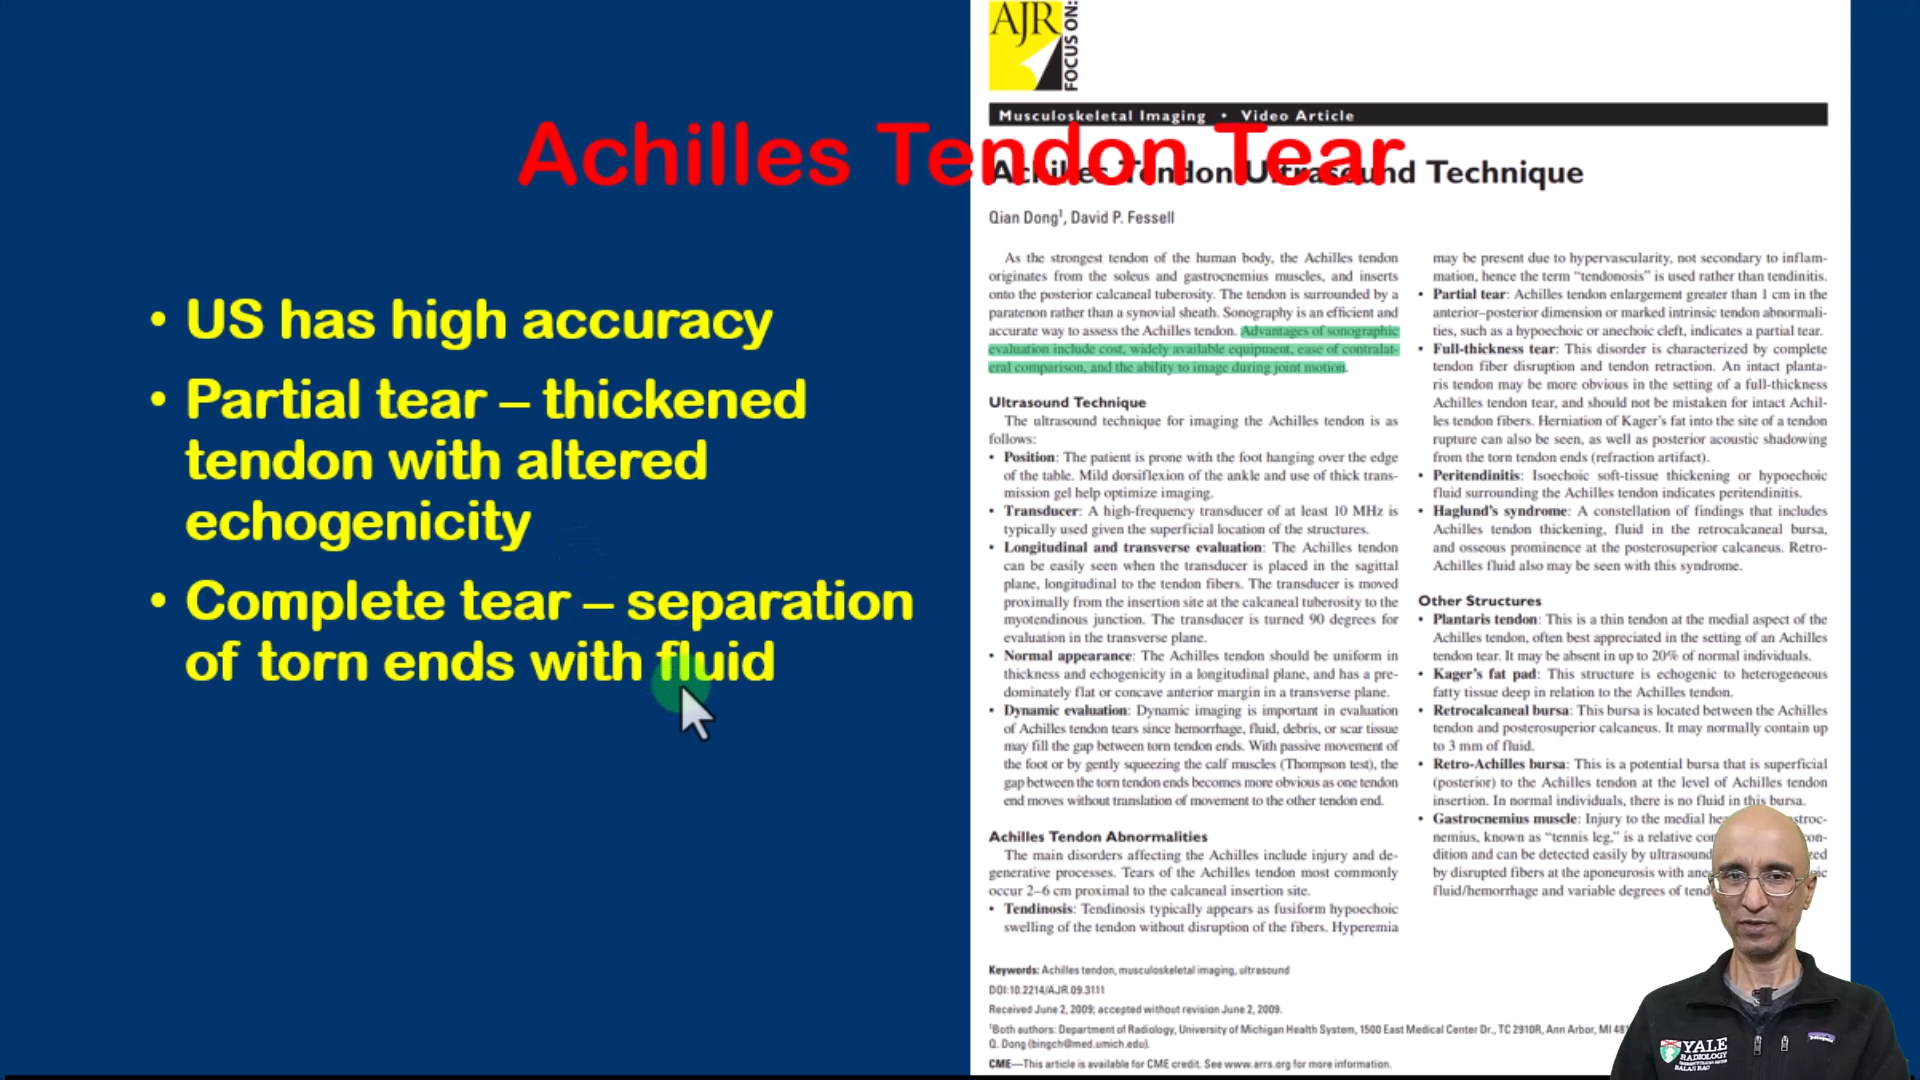 Achilles Tendon Tear
• US has high accuracy
• Partial tear – thickened
tendon with altered
echogenicity
• Complete tear – separation
of torn ends with fluid
AJR
FOCUS ON:
Musculoskeletal Imaging • Video Article
Achilles Tendon Ultrasound Technique
Qian Dong¹, David P. Fessell
As the strongest tendon of the human body, the Achilles tendon
originates from the soleus and gastrocnemius muscles, and inserts
onto the posterior calcaneal tuberosity. The tendon is surrounded by a
paratenon rather than a synovial sheath. Sonography is an efficient and
accurate way to assess the Achilles tendon. Advantages of sonographic
evaluation include cost, widely available equipment, ease of contralat-
eral comparison, and the ability to image during joint motion.
Ultrasound Technique
The ultrasound technique for imaging the Achilles tendon is as
follows:
• Position: The patient is prone with the foot hanging over the edge
of the table. Mild dorsiflexion of the ankle and use of thick trans-
mission gel help optimize imaging.
• Transducer: A high-frequency transducer of at least 10 MHz is
typically used given the superficial location of the structures.
• Longitudinal and transverse evaluation: The Achilles tendon
can be easily seen when the transducer is placed in the sagittal
plane, longitudinal to the tendon fibers. The transducer is moved
proximally from the insertion site at the calcaneal tuberosity to the
myotendinous junction. The transducer is turned 90 degrees for
evaluation in the transverse plane.
• Normal appearance: The Achilles tendon should be uniform in
thickness and echogenicity in a longitudinal plane, and has a pre-
dominately flat or concave anterior margin in a transverse plane.
• Dynamic evaluation: Dynamic imaging is important in evaluation
of Achilles tendon tears since hemorrhage, fluid, debris, or scar tissue
may fill the gap between torn tendon ends. With passive movement of
the foot or by gently squeezing the calf muscles (Thompson test), the
gap between the torn tendon ends becomes more obvious as one tendon
end moves without translation of movement to the other tendon end.
Achilles Tendon Abnormalities
The main disorders affecting the Achilles include injury and de-
generative processes. Tears of the Achilles tendon most commonly
occur 2–6 cm proximal to the calcaneal insertion site.
• Tendinosis: Tendinosis typically appears as fusiform hypoechoic
swelling of the tendon without disruption of the fibers. Hyperemia
may be present due to hypervascularity, not secondary to inflam-
mation, hence the term “tendonosis” is used rather than tendinitis.
• Partial tear: Achilles tendon enlargement greater than 1 cm in the
anterior–posterior dimension or marked intrinsic tendon abnormali-
ties, such as a hypoechoic or anechoic cleft, indicates a partial tear.
• Full-thickness tear: This disorder is characterized by complete
tendon fiber disruption and tendon retraction. An intact planta-
ris tendon may be more obvious in the setting of a full-thickness
Achilles tendon tear, and should not be mistaken for intact Achil-
les tendon fibers. Herniation of Kager’s fat into the site of a tendon
rupture can also be seen, as well as posterior acoustic shadowing
from the torn tendon ends (refraction artifact).
• Peritendinitis: Isoechoic soft-tissue thickening or hypoechoic
fluid surrounding the Achilles tendon indicates peritendinitis.
• Haglund’s syndrome: A constellation of findings that includes
Achilles tendon thickening, fluid in the retrocalcaneal bursa,
and osseous prominence at the posterosuperior calcaneus. Retro-
Achilles fluid also may be seen with this syndrome.
Other Structures
• Plantaris tendon: This is a thin tendon at the medial aspect of the
Achilles tendon, often best appreciated in the setting of an Achilles
tendon tear. It may be absent in up to 20% of normal individuals.
• Kager’s fat pad: This structure is echogenic to heterogeneous
fatty tissue deep in relation to the Achilles tendon.
• Retrocalcaneal bursa: This bursa is located between the Achilles
tendon and posterosuperior calcaneus. It may normally contain up
to 3 mm of fluid.
• Retro-Achilles bursa: This is a potential bursa that is superficial
(posterior) to the Achilles tendon at the level of Achilles tendon
insertion. In normal individuals, there is no fluid in this bursa.
• Gastrocnemius muscle: Injury to the medial
nemius, known as “tennis leg,” is a relative
dition and can be detected easily by ultrasound
by disrupted fibers at the aponeurosis with
fluid/hemorrhage and variable degrees of
Keywords: Achilles tendon, musculoskeletal imaging, ultrasound
DOI:10.2214/AJR.09.3111
Received June 2, 2009; accepted without revision June 2, 2009.
¹Both authors: Department of Radiology, University of Michigan Health System, 1500 East Medical Center Dr., TC 2910R, Ann Arbor, MI
Q. Dong (bingch@med.umich.edu).
CME—This article is available for CME credit. See www.arrs.org for more information.
YALE
RADIOLOGY
BALAJI RAO
patagonia